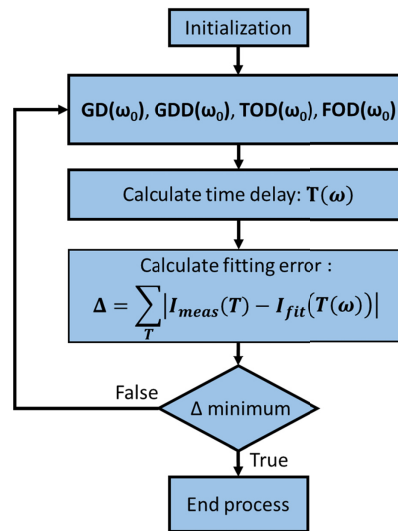 Initialization
GD(ω₀), GDD(ω₀), TOD(ω₀), FOD(ω₀)
Calculate time delay: T(ω)
Calculate fitting error :
Δ = ∑_T |I_meas(T) − I_fit(T(ω))|
False
Δ minimum
True
End process